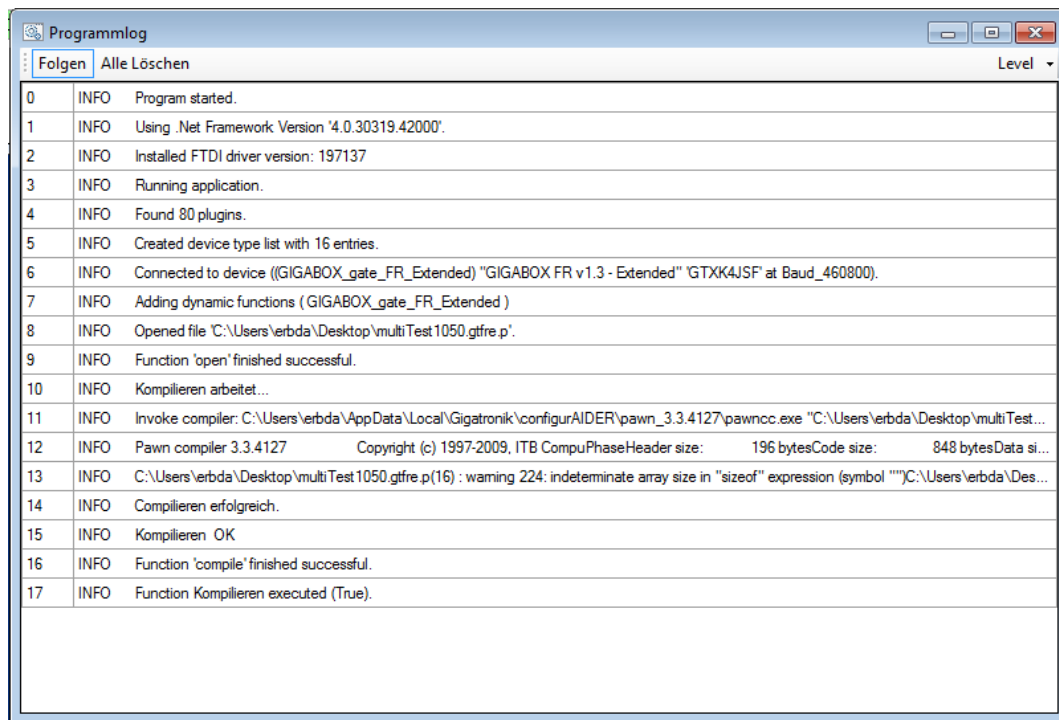 Programmlog
Folgen Alle Löschen Level
0 INFO Program started.
1 INFO Using .Net Framework Version '4.0.30319.42000'.
2 INFO Installed FTDI driver version: 197137
3 INFO Running application.
4 INFO Found 80 plugins.
5 INFO Created device type list with 16 entries.
6 INFO Connected to device ((GIGABOX_gate_FR_Extended) "GIGABOX FR v1.3 - Extended" 'GTXK4JSF' at Baud_460800).
7 INFO Adding dynamic functions ( GIGABOX_gate_FR_Extended )
8 INFO Opened file 'C:\Users\erbda\Desktop\multiTest1050.gtfre.p'.
9 INFO Function 'open' finished successful.
10 INFO Kompilieren arbeitet...
11 INFO Invoke compiler: C:\Users\erbda\AppData\Local\Gigatronik\configurAIDER\pawn_3.3.4127\pawncc.exe "C:\Users\erbda\Desktop\multiTest...
12 INFO Pawn compiler 3.3.4127 Copyright (c) 1997-2009, ITB CompuPhaseHeader size: 196 bytesCode size: 848 bytesData si...
13 INFO C:\Users\erbda\Desktop\multiTest1050.gtfre.p(16) : warning 224: indeterminate array size in "sizeof" expression (symbol "")C:\Users\erbda\Des...
14 INFO Compilieren erfolgreich.
15 INFO Kompilieren OK
16 INFO Function 'compile' finished successful.
17 INFO Function Kompilieren executed (True).